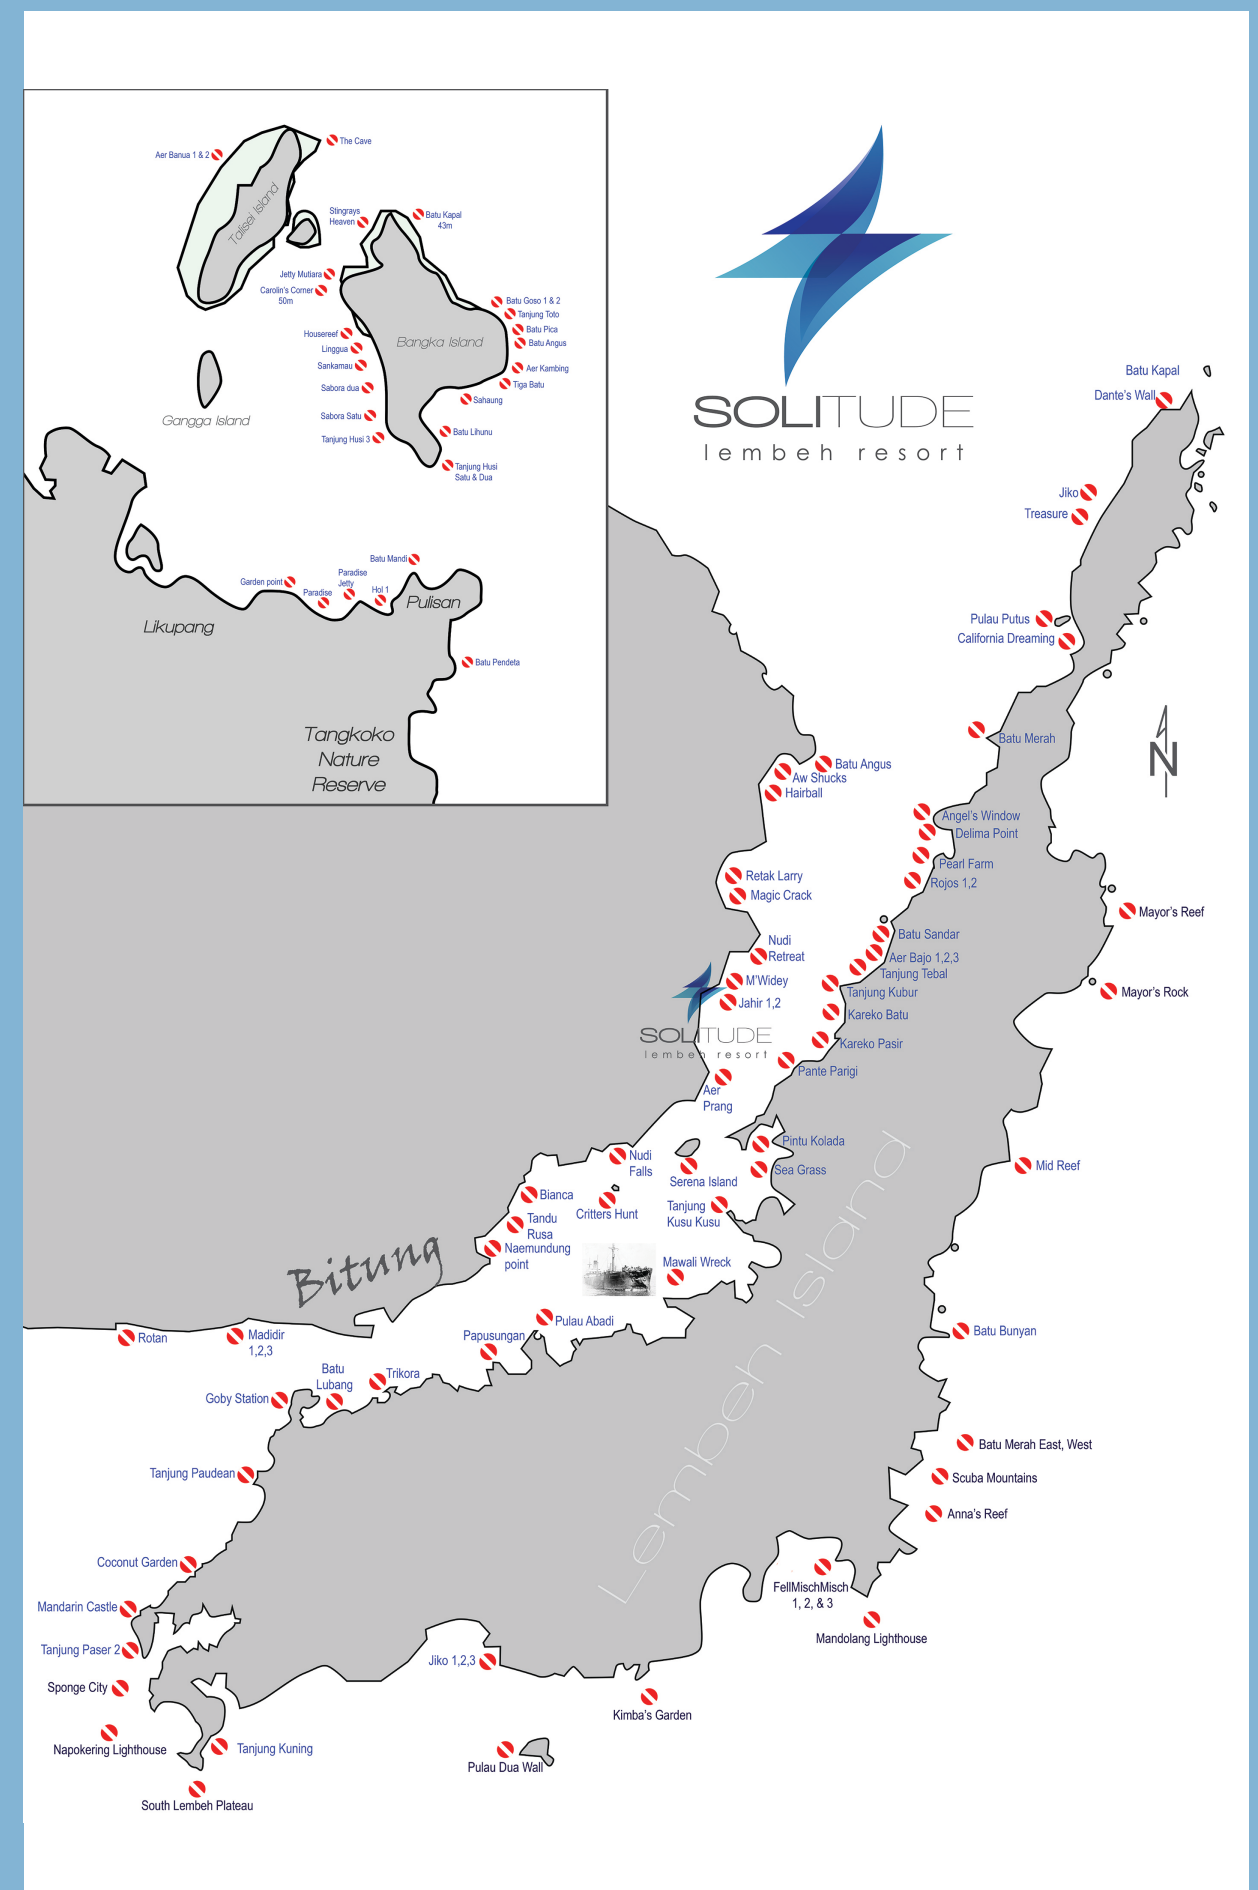 Aer Banua 1 & 2
The Cave
Talisei Island
Stingrays
Heaven
Batu Kapal
43m
Jetty Mutiara
Carolin's Corner
50m
Batu Goso 1 & 2
Tanjung Toto
Batu Pica
Batu Angus
Housereef
Linggua
Sankamau
Bangka Island
Aer Kambing
Tiga Batu
Sabora dua
Sahaung
Sabora Satu
Tanjung Husi 3
Batu Lihunu
Tanjung Husi
Satu & Dua
Gangga Island
Batu Mandi
Garden point
Paradise
Paradise
Jetty
Hol 1
Pulisan
Likupang
Batu Pendeta
Tangkoko
Nature
Reserve
SOLITUDE
lembeh resort
Batu Kapal
Dante's Wall
Jiko
Treasure
Pulau Putus
California Dreaming
N
Batu Merah
Batu Angus
Aw Shucks
Hairball
Angel's Window
Delima Point
Pearl Farm
Rojos 1,2
Retak Larry
Magic Crack
Mayor's Reef
Nudi
Retreat
Batu Sandar
Aer Bajo 1,2,3
Tanjung Tebal
M'Widey
Jahir 1,2
Tanjung Kubur
Mayor's Rock
Kareko Batu
SOLITUDE
lembeh resort
Kareko Pasir
Pante Parigi
Aer
Prang
Pintu Kolada
Sea Grass
Nudi
Falls
Serena Island
Mid Reef
Bianca
Critters Hunt
Tanjung
Kusu Kusu
Tandu
Rusa
Naemundung
point
Mawali Wreck
Bitung
Lembeh Island
Pulau Abadi
Papusungan
Rotan
Madidir
1,2,3
Batu
Lubang
Trikora
Goby Station
Batu Bunyan
Batu Merah East, West
Scuba Mountains
Anna's Reef
Tanjung Paudean
Coconut Garden
Mandarin Castle
Tanjung Paser 2
Sponge City
Napokering Lighthouse
Tanjung Kuning
South Lembeh Plateau
Jiko 1,2,3
Pulau Dua Wall
Kimba's Garden
FellMischMisch
1, 2, & 3
Mandolang Lighthouse